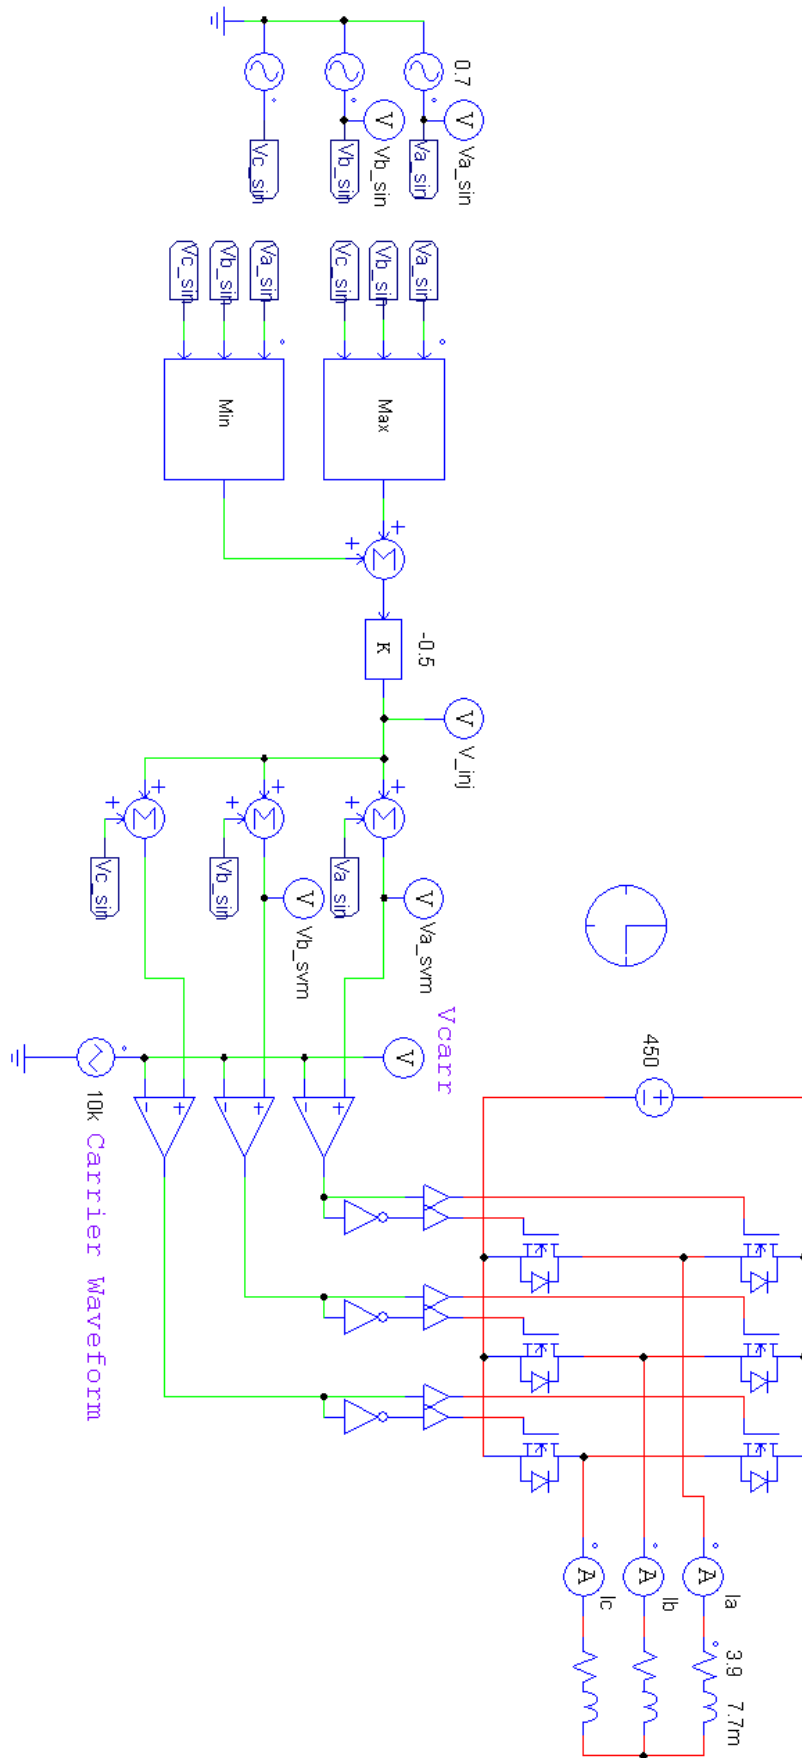 0.7
V
Va_sin
Va_sin
V
Vb_sin
Vb_sin
Vc_sin
Va_sin
Vb_sin
Vc_sin
Max
Va_sin
Vb_sin
Vc_sin
Min
+
+
Σ
-0.5
K
V
V_inj
+
+
Σ
Va_sin
V
Va_svm
+
+
Σ
Vb_sin
V
Vb_svm
+
+
Σ
Vc_sin
Vcarr
V
10k
Carrier Waveform
+
-
+
-
+
-
450
+
-
A
Ia
3.9
7.7m
A
Ib
A
Ic